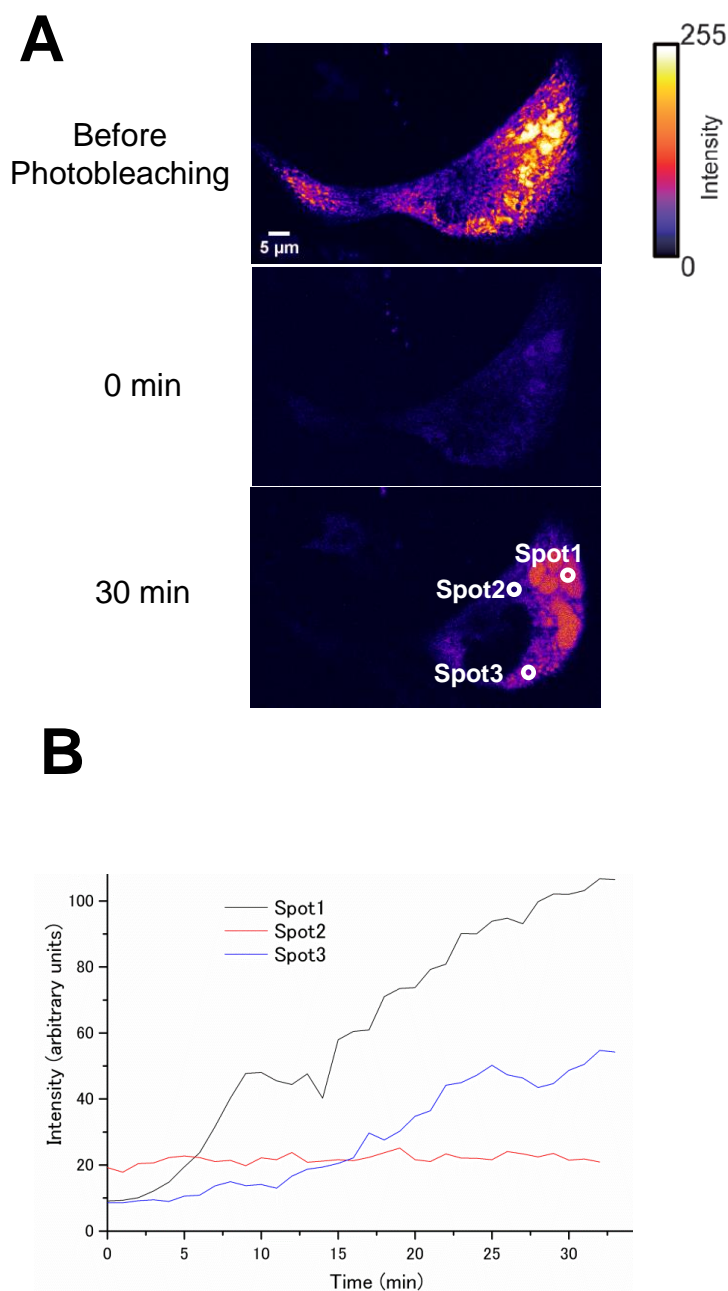 A
Before
Photobleaching
5 µm
255
Intensity
0
0 min
30 min
Spot1
Spot2
Spot3
B
Intensity (arbitrary units)
100
80
60
40
20
0
Spot1
Spot2
Spot3
0 5 10 15 20 25 30
Time (min)